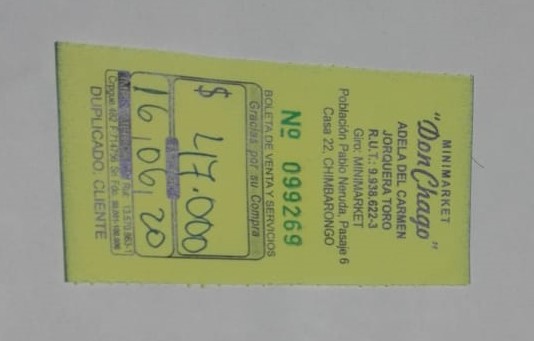 MINIMARKET
"Don Chago"
ADELA DEL CARMEN
JORQUERA TORO
R.U.T.: 9.938.622-3
Giro: MINIMARKET
Población Pablo Neruda, Pasaje 6
Casa 22, CHIMBARONGO
Nº 099269
BOLETA DE VENTA Y SERVICIOS
Gracias por su Compra
$ 47.000
16 06 20
DUPLICADO: CLIENTE